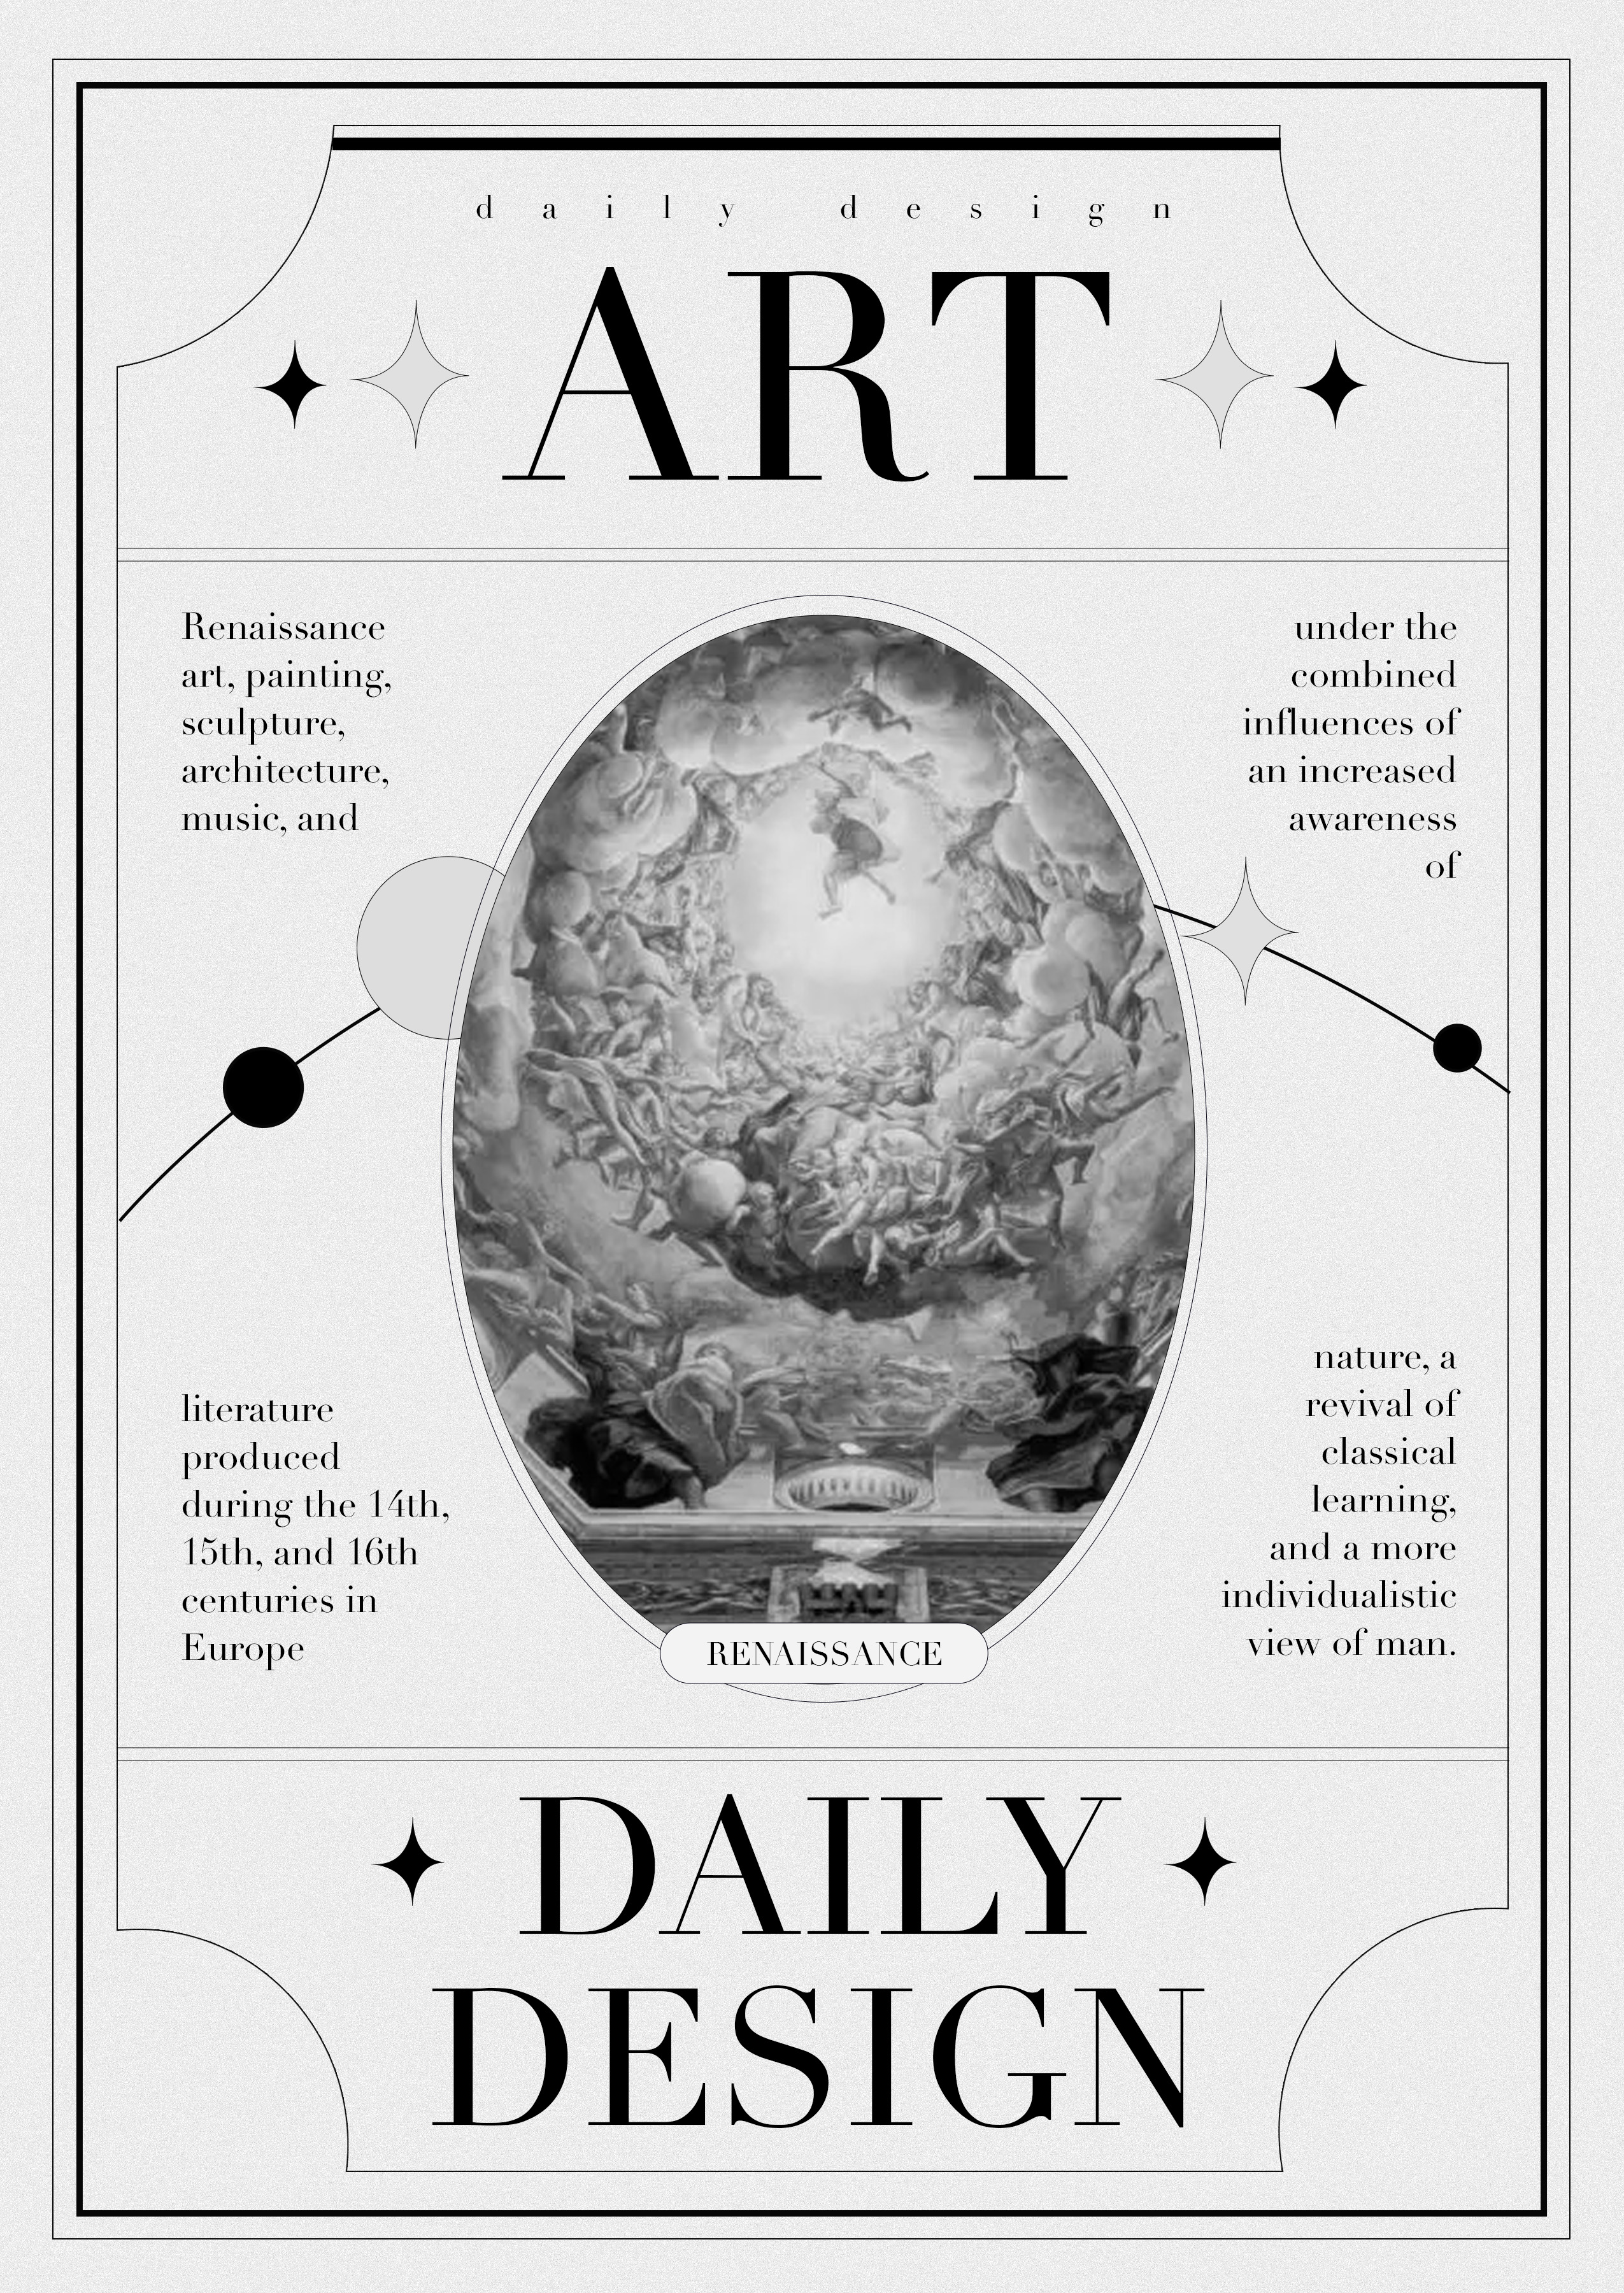 daily design
ART
Renaissance
art, painting,
sculpture,
architecture,
music, and
literature
produced
during the 14th,
15th, and 16th
centuries in
Europe
under the
combined
influences of
an increased
awareness
of
nature, a
revival of
classical
learning,
and a more
individualistic
view of man.
RENAISSANCE
DAILY
DESIGN